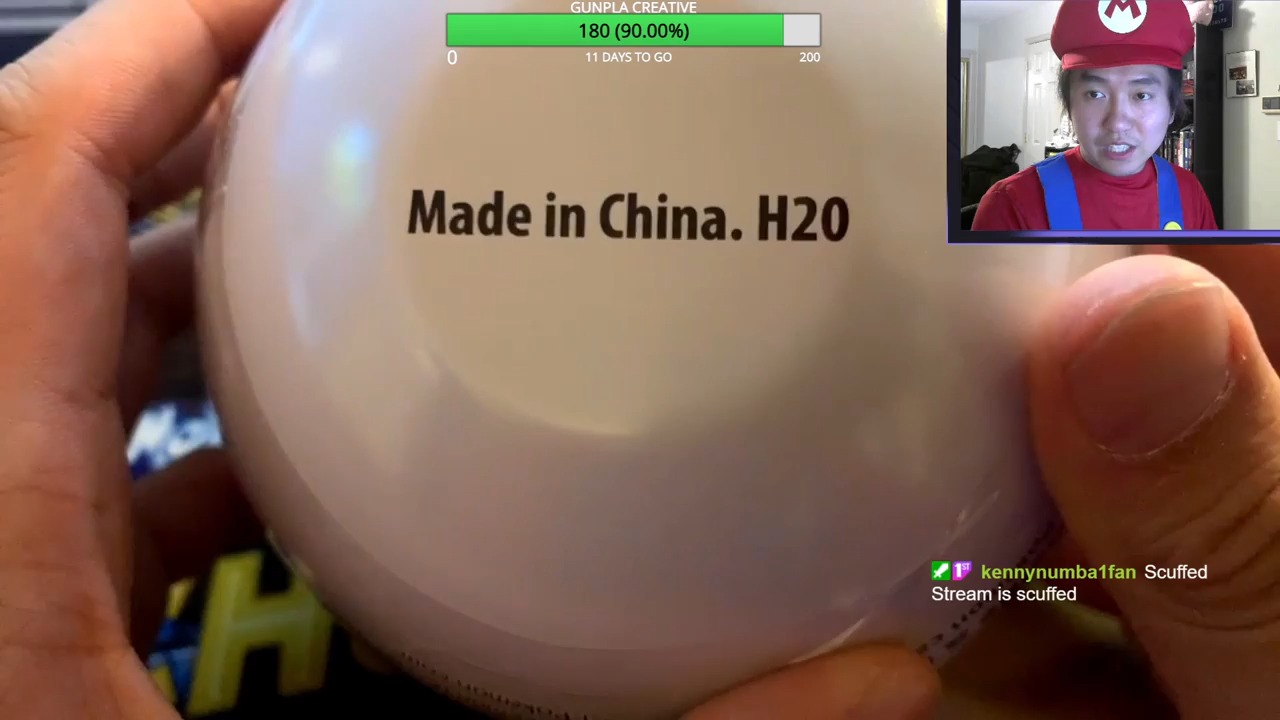 GUNPLA CREATIVE
180 (90.00%)
0
11 DAYS TO GO
200
M
Made in China. H20
kennynumba1fan Scuffed
Stream is scuffed
1ST
H